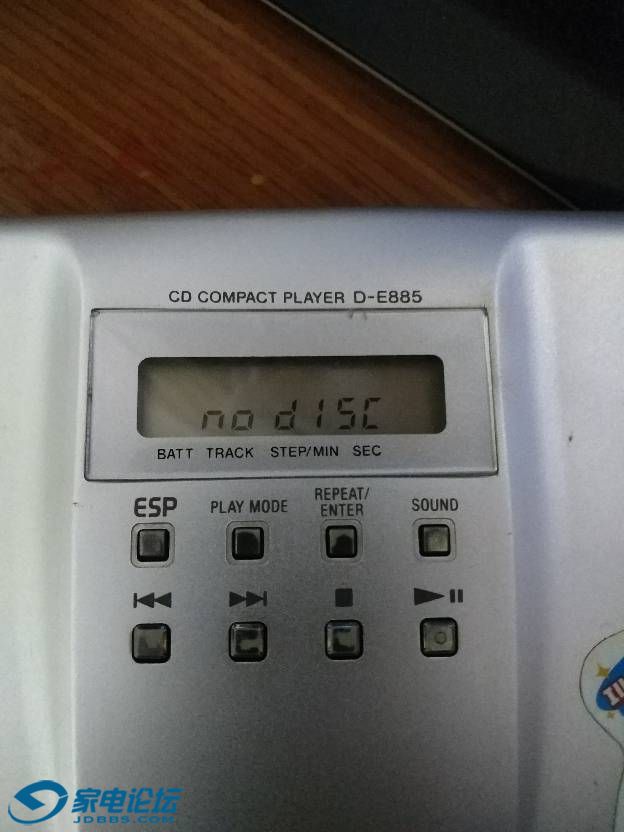 CD COMPACT PLAYER D-E885
no dISC
BATT TRACK STEP/MIN SEC
ESP PLAY MODE REPEAT/ENTER SOUND
家电论坛
JDBBS.COM